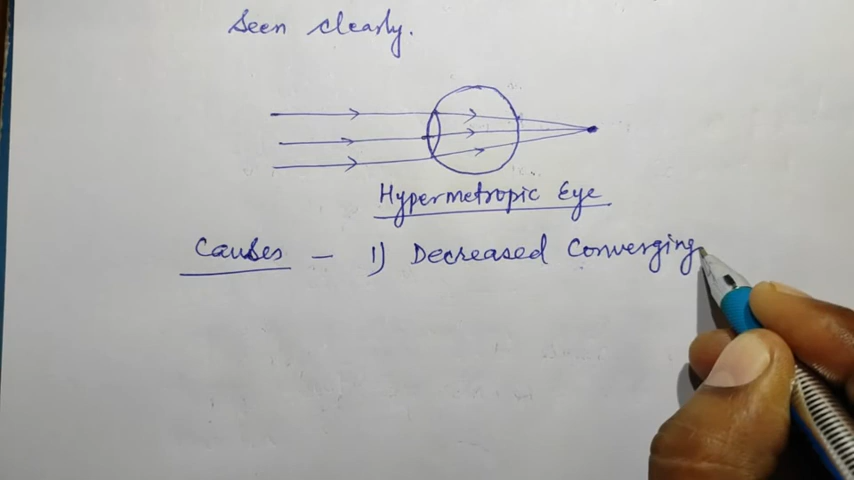 Seen clearly.
Hypermetropic Eye
Causes - 1) Decreased Converging